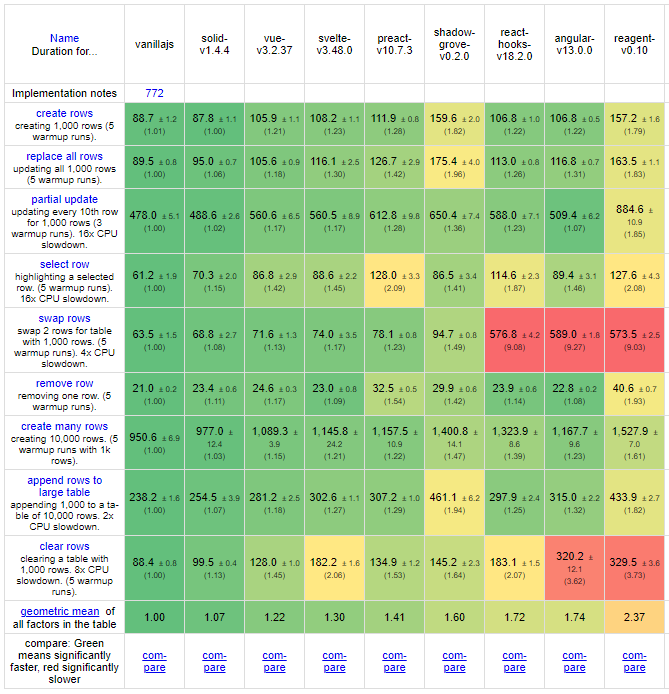 Name
Duration for...
vanillajs
solid-
v1.4.4
vue-
v3.2.37
svelte-
v3.48.0
preact-
v10.7.3
shadow-
grove-
v0.2.0
react-
hooks-
v18.2.0
angular-
v13.0.0
reagent-
v0.10
Implementation notes
772
create rows
creating 1,000 rows (5
warmup runs).
88.7 ± 1.2
(1.01)
87.8 ± 1.1
(1.00)
105.9 ± 1.1
(1.21)
108.2 ± 1.1
(1.23)
111.9 ± 0.8
(1.28)
159.6 ± 2.0
(1.82)
106.8 ± 1.0
(1.22)
106.8 ± 0.5
(1.22)
157.2 ± 1.6
(1.79)
replace all rows
updating all 1,000 rows
(5 warmup runs).
89.5 ± 0.8
(1.00)
95.0 ± 0.7
(1.06)
105.6 ± 0.9
(1.18)
116.1 ± 2.5
(1.30)
126.7 ± 2.9
(1.42)
175.4 ± 4.0
(1.96)
113.0 ± 0.8
(1.26)
116.8 ± 0.7
(1.31)
163.5 ± 1.1
(1.83)
partial update
updating every 10th row
for 1,000 rows (3
warmup runs). 16x CPU
slowdown.
478.0 ± 5.1
(1.00)
488.6 ± 2.6
(1.02)
560.6 ± 6.5
(1.17)
560.5 ± 8.9
(1.17)
612.8 ± 9.8
(1.28)
650.4 ± 7.4
(1.36)
588.0 ± 7.1
(1.23)
509.4 ± 6.2
(1.07)
884.6 ±
10.9
(1.85)
select row
highlighting a selected
row. (5 warmup runs).
16x CPU slowdown.
61.2 ± 1.9
(1.00)
70.3 ± 2.0
(1.15)
86.8 ± 2.9
(1.42)
88.6 ± 2.2
(1.45)
128.0 ± 3.3
(2.09)
86.5 ± 3.4
(1.41)
114.6 ± 2.3
(1.87)
89.4 ± 3.1
(1.46)
127.6 ± 4.3
(2.08)
swap rows
swap 2 rows for table
with 1,000 rows. (5
warmup runs). 4x CPU
slowdown.
63.5 ± 1.5
(1.00)
68.8 ± 2.7
(1.08)
71.6 ± 1.3
(1.13)
74.0 ± 3.5
(1.17)
78.1 ± 0.8
(1.23)
94.7 ± 0.8
(1.49)
576.8 ± 4.2
(9.08)
589.0 ± 1.8
(9.27)
573.5 ± 2.5
(9.03)
remove row
removing one row. (5
warmup runs).
21.0 ± 0.2
(1.00)
23.4 ± 0.6
(1.11)
24.6 ± 0.3
(1.17)
23.0 ± 0.8
(1.09)
32.5 ± 0.5
(1.54)
29.9 ± 0.6
(1.42)
23.9 ± 0.6
(1.14)
22.8 ± 0.2
(1.08)
40.6 ± 0.7
(1.93)
create many rows
creating 10,000 rows. (5
warmup runs with 1k
rows).
950.6 ± 6.9
(1.00)
977.0 ±
12.4
(1.03)
1,089.3 ±
3.9
(1.15)
1,145.8 ±
24.2
(1.21)
1,157.5 ±
10.9
(1.22)
1,400.8 ±
14.1
(1.47)
1,323.9 ±
8.6
(1.39)
1,167.7 ±
9.6
(1.23)
1,527.9 ±
7.0
(1.61)
append rows to
large table
appending 1,000 to a ta-
ble of 10,000 rows. 2x
CPU slowdown.
238.2 ± 1.6
(1.00)
254.5 ± 3.9
(1.07)
281.2 ± 2.5
(1.18)
302.6 ± 1.1
(1.27)
307.2 ± 1.0
(1.29)
461.1 ± 6.2
(1.94)
297.9 ± 2.4
(1.25)
315.0 ± 2.2
(1.32)
433.9 ± 2.7
(1.82)
clear rows
clearing a table with
1,000 rows. 8x CPU
slowdown. (5 warmup
runs).
88.4 ± 0.8
(1.00)
99.5 ± 0.4
(1.13)
128.0 ± 1.0
(1.45)
182.2 ± 1.6
(2.06)
134.9 ± 1.2
(1.53)
145.2 ± 2.3
(1.64)
183.1 ± 1.5
(2.07)
320.2 ±
12.1
(3.62)
329.5 ± 3.6
(3.73)
geometric mean of
all factors in the table
1.00
1.07
1.22
1.30
1.41
1.60
1.72
1.74
2.37
compare: Green
means significantly
faster, red significantly
slower
com-
pare
com-
pare
com-
pare
com-
pare
com-
pare
com-
pare
com-
pare
com-
pare
com-
pare